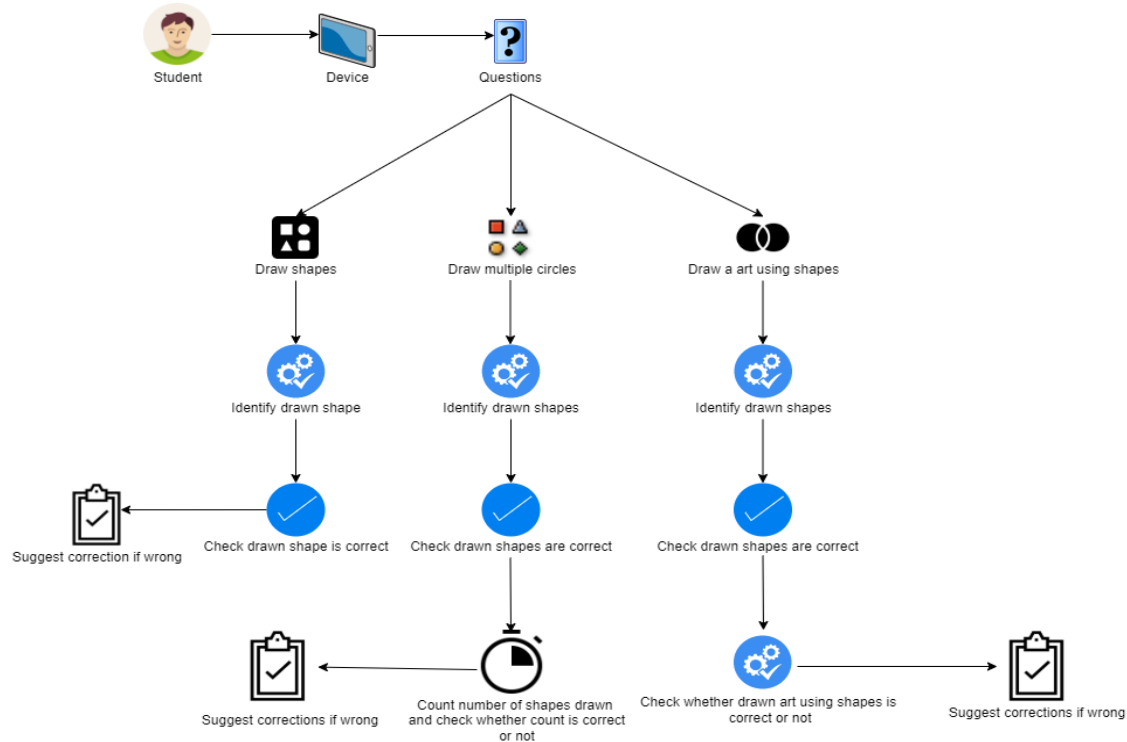 Student
Device
Questions
?
Draw shapes
Draw multiple circles
Draw a art using shapes
Identify drawn shape
Identify drawn shapes
Identify drawn shapes
Suggest correction if wrong
Check drawn shape is correct
Check drawn shapes are correct
Check drawn shapes are correct
Suggest corrections if wrong
Count number of shapes drawn
and check whether count is correct
or not
Check whether drawn art using shapes is
correct or not
Suggest corrections if wrong